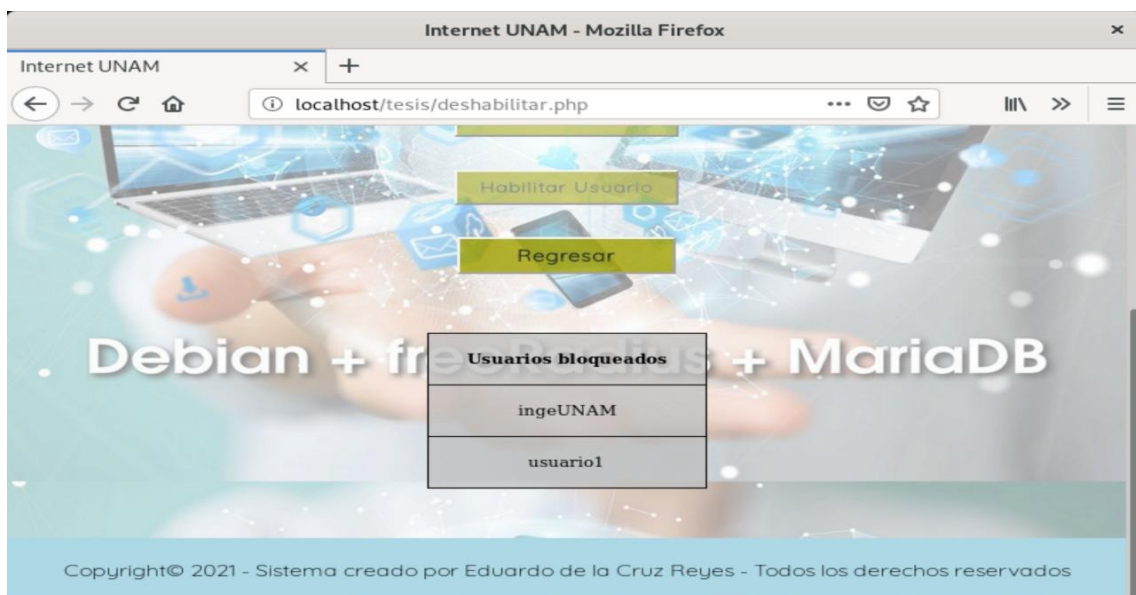 Internet UNAM - Mozilla Firefox
Internet UNAM
localhost/tesis/deshabilitar.php
Habilitar Usuario
Regresar
Debian + freeRadius + MariaDB
Usuarios bloqueados
ingeUNAM
usuario1
Copyright© 2021 - Sistema creado por Eduardo de la Cruz Reyes - Todos los derechos reservados